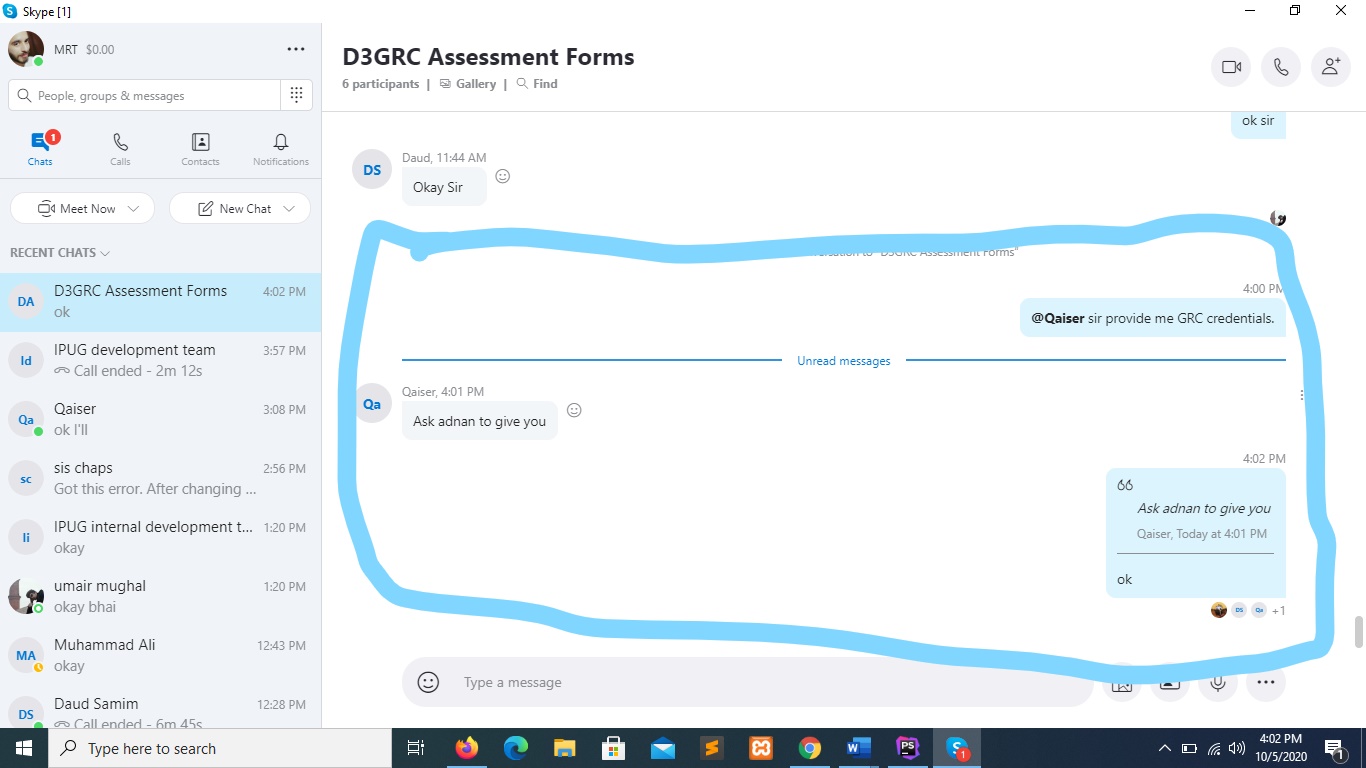 Skype [1]
MRT $0.00
People, groups & messages
1
Chats
Calls
Contacts
Notifications
Meet Now
New Chat
RECENT CHATS
DA
D3GRC Assessment Forms 4:02 PM
ok
Id
IPUG development team 3:57 PM
Call ended - 2m 12s
Qa
Qaiser 3:08 PM
ok I'll
sc
sis chaps 2:56 PM
Got this error. After changing ...
Ii
IPUG internal development t... 1:20 PM
okay
umair mughal 1:20 PM
okay bhai
MA
Muhammad Ali 12:43 PM
okay
DS
Daud Samim 12:28 PM
Call ended - 6m 45s
D3GRC Assessment Forms
6 participants | Gallery | Find
ok sir
Daud, 11:44 AM
DS
Okay Sir
to "D3GRC Assessment Forms"
4:00 PM
@Qaiser sir provide me GRC credentials.
Unread messages
Qaiser, 4:01 PM
Qa
Ask adnan to give you
4:02 PM
Ask adnan to give you
Qaiser, Today at 4:01 PM
ok
DS Qa +1
Type a message
Type here to search
W
PS
S
1
4:02 PM
10/5/2020
1